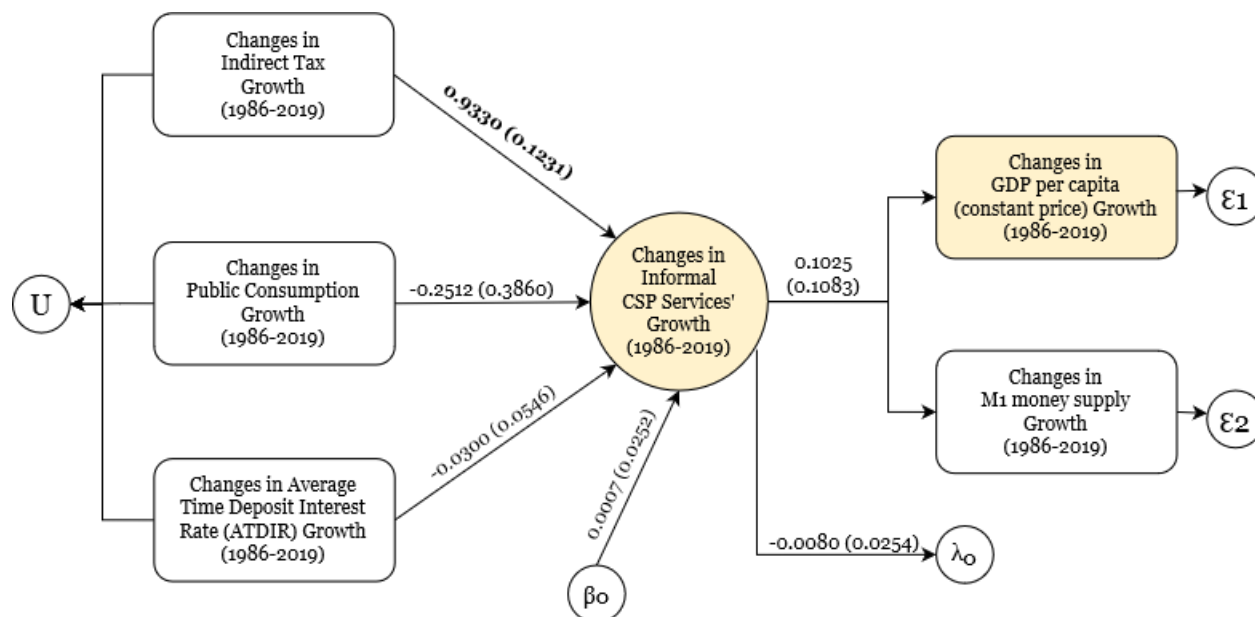 Changes in
Indirect Tax
Growth
(1986-2019)
0.9330 (0.1231)
Changes in
GDP per capita
(constant price) Growth
(1986-2019)
Ɛ1
U
Changes in
Public Consumption
Growth
(1986-2019)
-0.2512 (0.3860)
Changes in
Informal
CSP Services'
Growth
(1986-2019)
0.1025
(0.1083)
Changes in
M1 money supply
Growth
(1986-2019)
Ɛ2
Changes in Average
Time Deposit Interest
Rate (ATDIR) Growth
(1986-2019)
-0.0300 (0.0546)
0.0007 (0.0252)
-0.0080 (0.0254)
λ0
β0